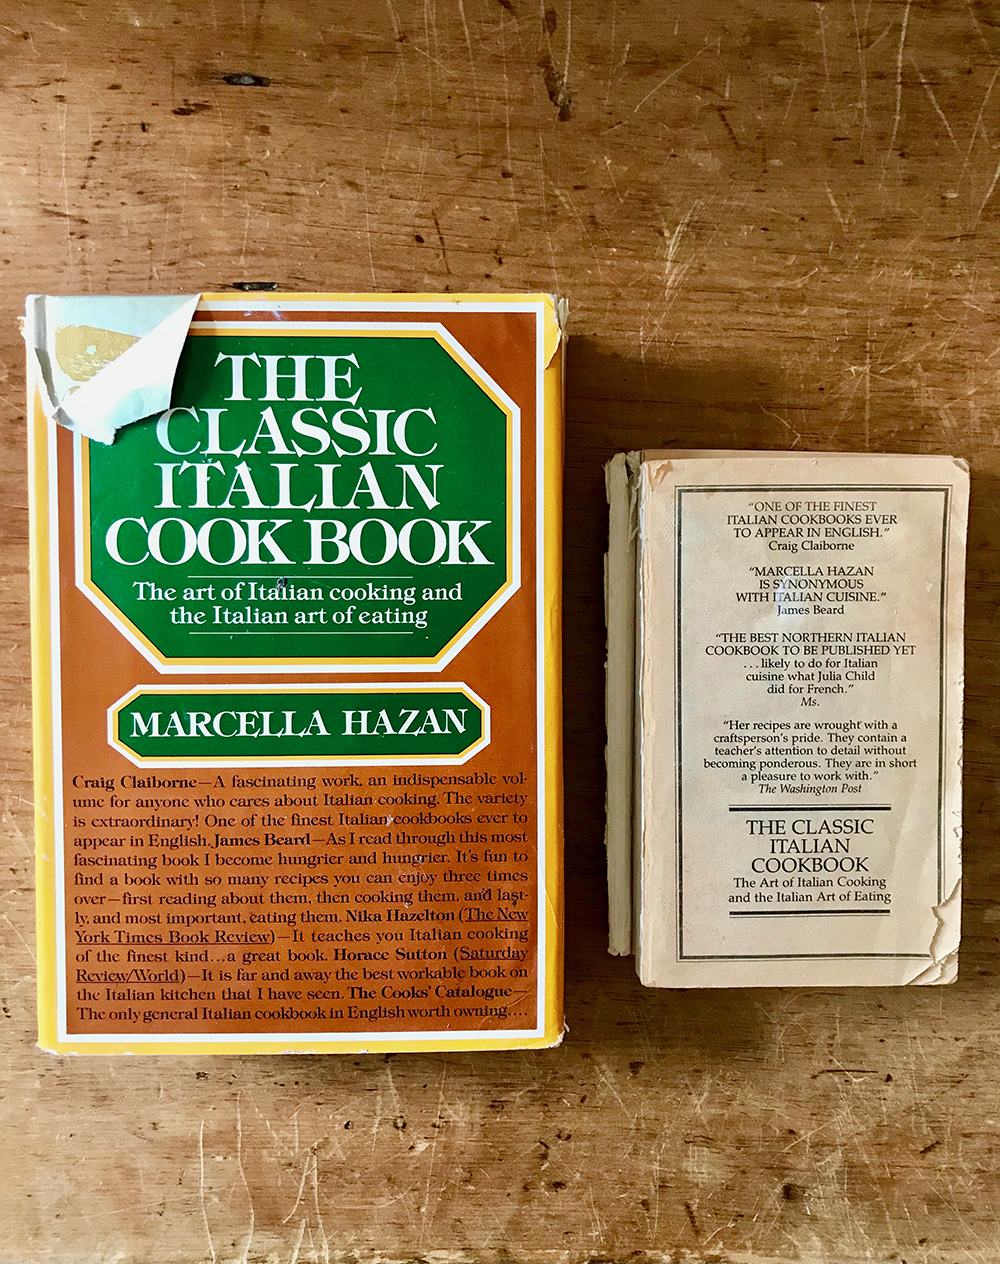 THE
CLASSIC
ITALIAN
COOK BOOK
The art of Italian cooking and
the Italian art of eating
MARCELLA HAZAN
Craig Claiborne—A fascinating work, an indispensable vol-
ume for anyone who cares about Italian cooking. The variety
is extraordinary! One of the finest Italian cookbooks ever to
appear in English. James Beard—As I read through this most
fascinating book I become hungrier and hungrier. It's fun to
find a book with so many recipes you can enjoy three times
over—first reading about them, then cooking them, and last-
ly, and most important, eating them. Nika Hazelton (The New
York Times Book Review)—It teaches you Italian cooking
of the finest kind...a great book. Horace Sutton (Saturday
Review/World)—It is far and away the best workable book on
the Italian kitchen that I have seen. The Cooks' Catalogue—
The only general Italian cookbook in English worth owning....
"ONE OF THE FINEST
ITALIAN COOKBOOKS EVER
TO APPEAR IN ENGLISH."
Craig Claiborne
"MARCELLA HAZAN
IS SYNONYMOUS
WITH ITALIAN CUISINE."
James Beard
"THE BEST NORTHERN ITALIAN
COOKBOOK TO BE PUBLISHED YET
...likely to do for Italian
cuisine what Julia Child
did for French."
Ms.
"Her recipes are wrought with a
craftsperson's pride. They contain a
teacher's attention to detail without
becoming ponderous. They are in short
a pleasure to work with."
The Washington Post
THE CLASSIC
ITALIAN
COOKBOOK
The Art of Italian Cooking
and the Italian Art of Eating